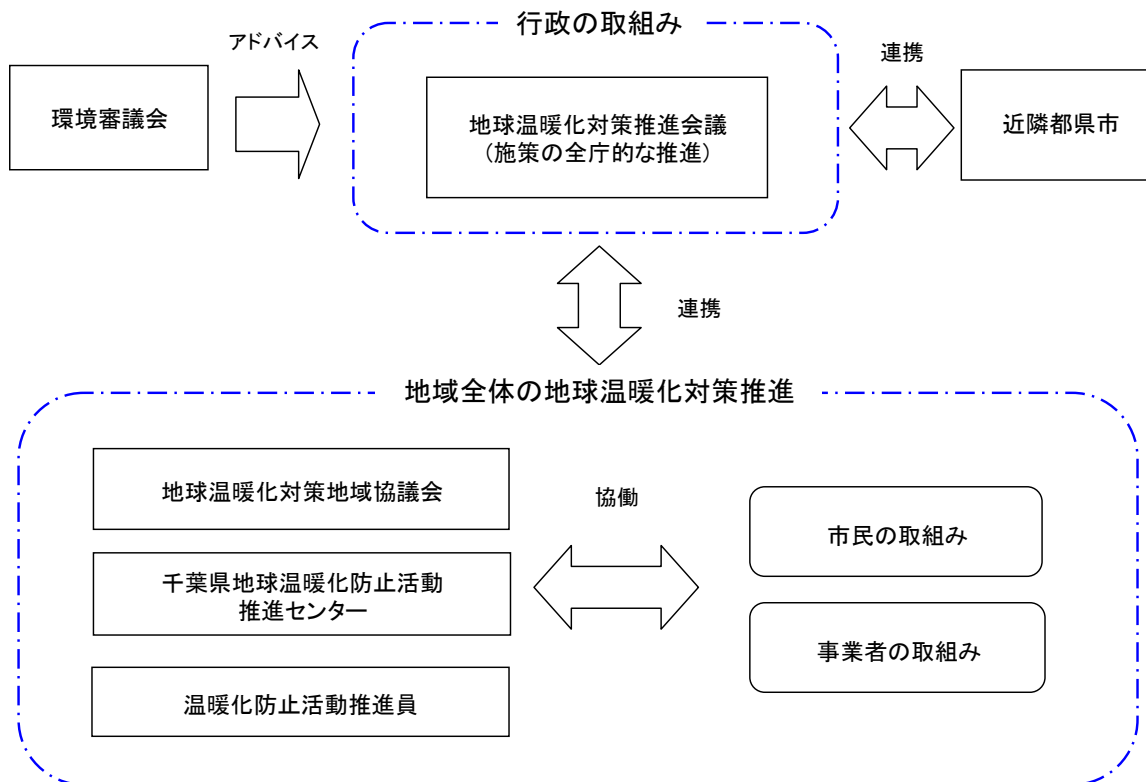 行政の取組み
アドバイス
連携
環境審議会
地球温暖化対策推進会議
（施策の全庁的な推進）
近隣都県市
連携
地域全体の地球温暖化対策推進
地球温暖化対策地域協議会
協働
市民の取組み
千葉県地球温暖化防止活動
推進センター
事業者の取組み
温暖化防止活動推進員